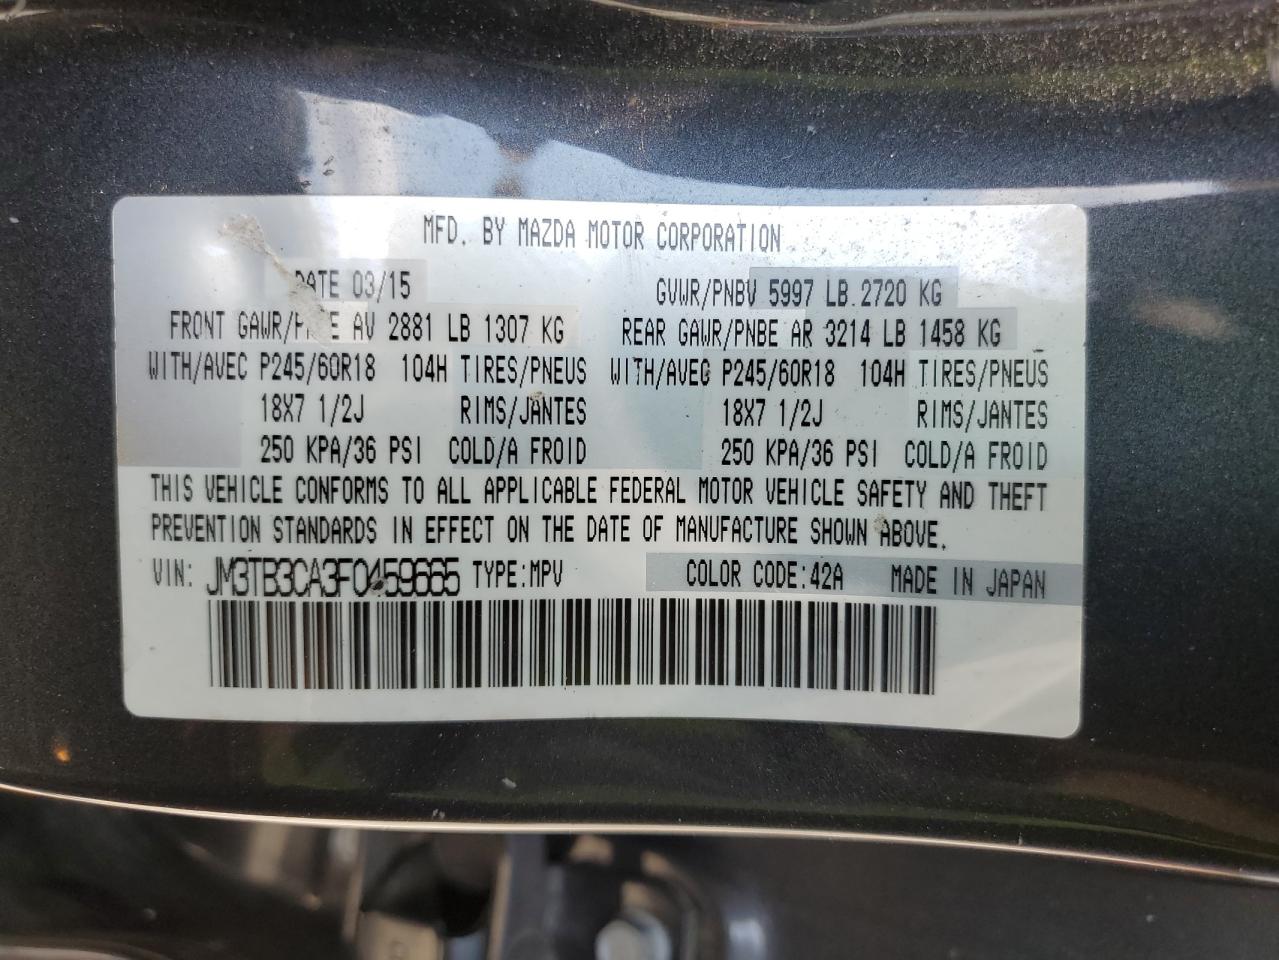 MFD. BY MAZDA MOTOR CORPORATION
DATE 03/15 GVWR/PNBV 5997 LB 2720 KG
FRONT GAWR/PNBE AV 2881 LB 1307 KG REAR GAWR/PNBE AR 3214 LB 1458 KG
WITH/AVEC P245/60R18 104H TIRES/PNEUS WITH/AVEC P245/60R18 104H TIRES/PNEUS
18X7 1/2J RIMS/JANTES 18X7 1/2J RIMS/JANTES
250 KPA/36 PSI COLD/A FROID 250 KPA/36 PSI COLD/A FROID
THIS VEHICLE CONFORMS TO ALL APPLICABLE FEDERAL MOTOR VEHICLE SAFETY AND THEFT
PREVENTION STANDARDS IN EFFECT ON THE DATE OF MANUFACTURE SHOWN ABOVE.
VIN: JM3TB3CA3F0459665 TYPE:MPV COLOR CODE:42A MADE IN JAPAN